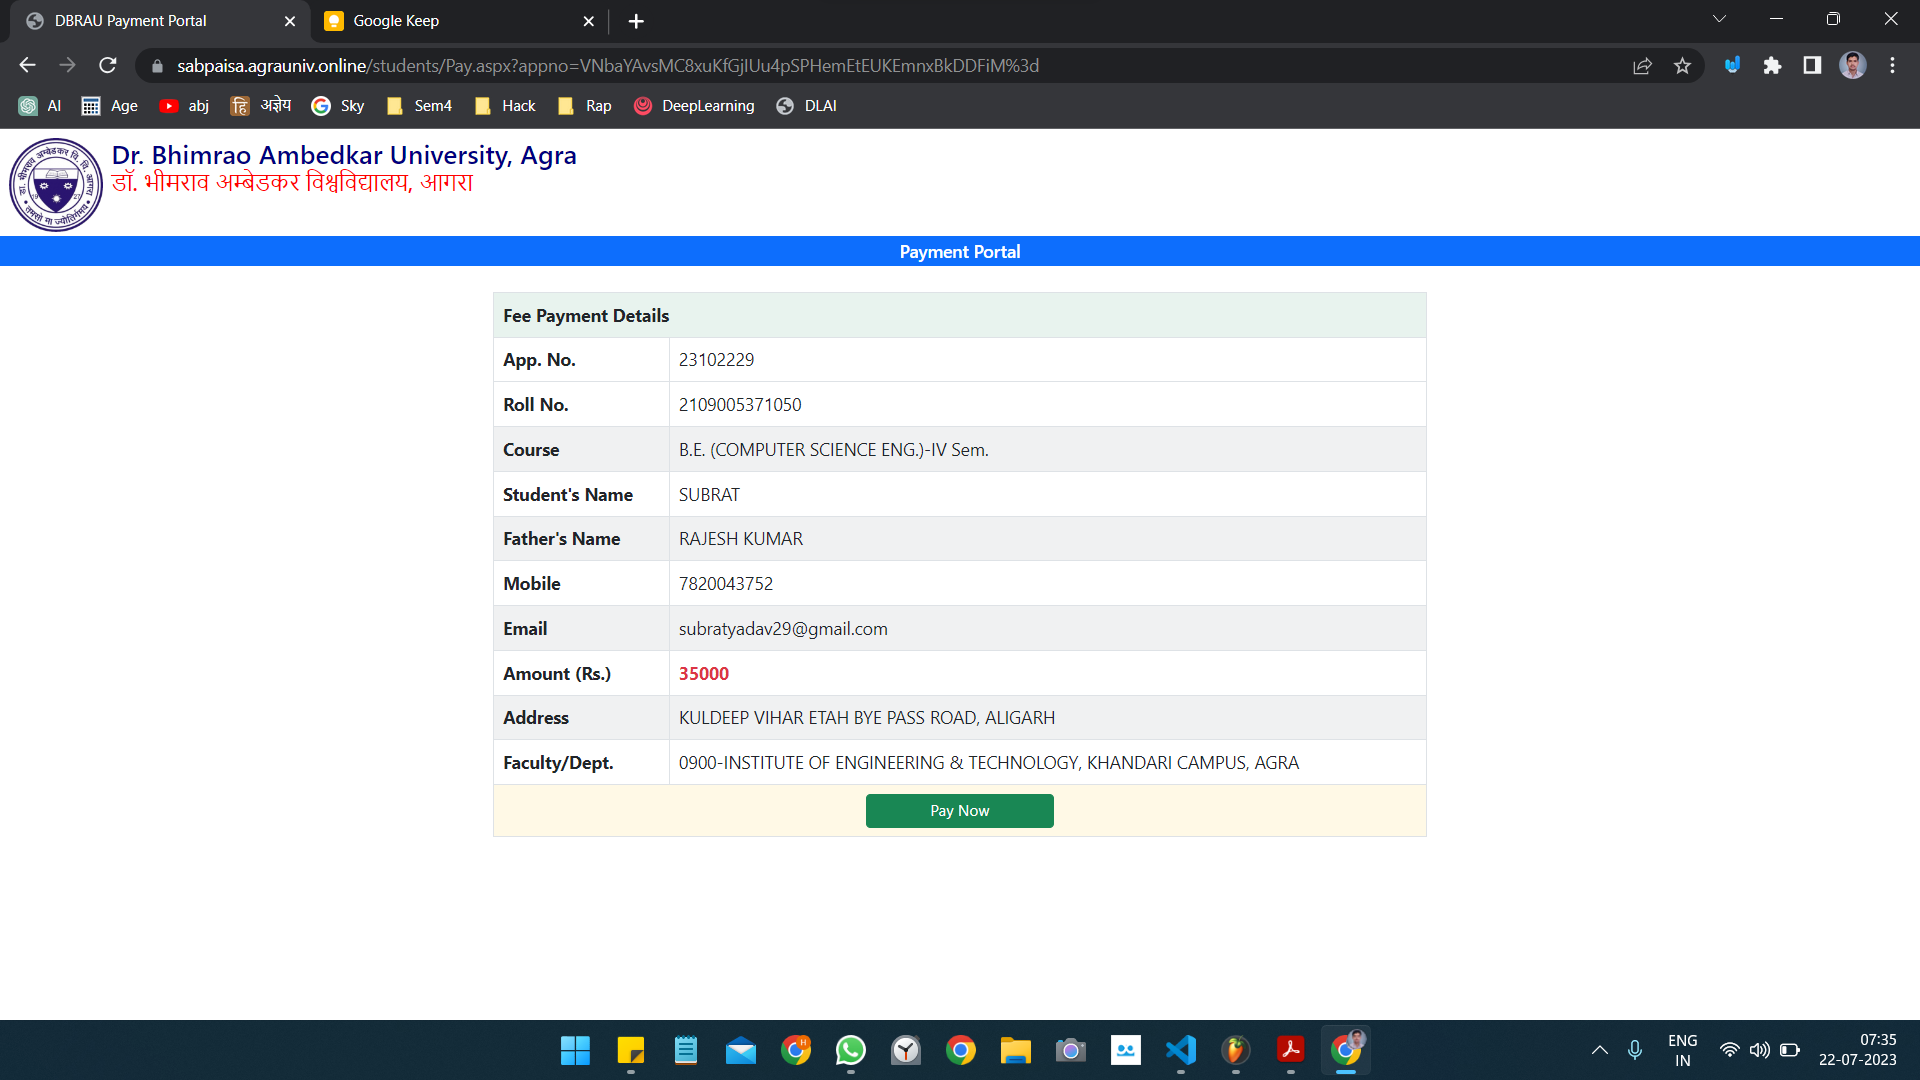 DBRAU Payment Portal
Google Keep
sabpaisa.agrauniv.online/students/Pay.aspx?appno=VNbaYAvsMC8xuKfGjIUu4pSPHemEtEUKEmnxBkDDFiM%3d
AI Age abj हि अज्ञेय Sky Sem4 Hack Rap DeepLearning DLAI
Dr. Bhimrao Ambedkar University, Agra
डॉ. भीमराव अम्बेडकर विश्वविद्यालय, आगरा
Payment Portal
Fee Payment Details
App. No. 23102229
Roll No. 2109005371050
Course B.E. (COMPUTER SCIENCE ENG.)-IV Sem.
Student's Name SUBRAT
Father's Name RAJESH KUMAR
Mobile 7820043752
Email subratyadav29@gmail.com
Amount (Rs.) 35000
Address KULDEEP VIHAR ETAH BYE PASS ROAD, ALIGARH
Faculty/Dept. 0900-INSTITUTE OF ENGINEERING & TECHNOLOGY, KHANDARI CAMPUS, AGRA
Pay Now
ENG
IN
07:35
22-07-2023